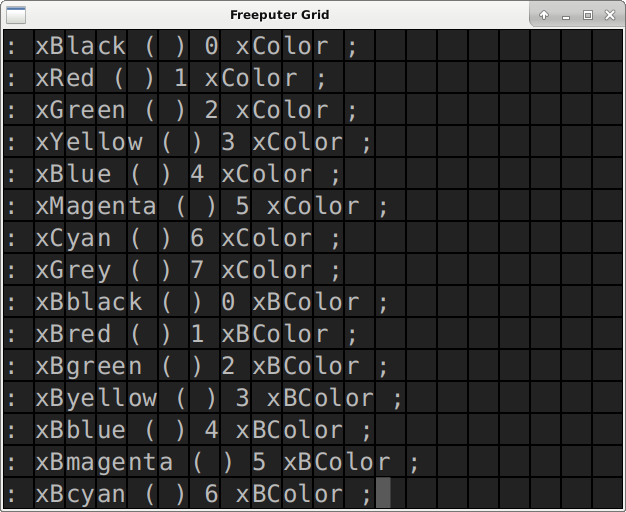 Freeputer Grid
: xBlack ( ) 0 xColor ;
: xRed ( ) 1 xColor ;
: xGreen ( ) 2 xColor ;
: xYellow ( ) 3 xColor ;
: xBlue ( ) 4 xColor ;
: xMagenta ( ) 5 xColor ;
: xCyan ( ) 6 xColor ;
: xGrey ( ) 7 xColor ;
: xBblack ( ) 0 xBColor ;
: xBred ( ) 1 xBColor ;
: xBgreen ( ) 2 xBColor ;
: xByellow ( ) 3 xBColor ;
: xBblue ( ) 4 xBColor ;
: xBmagenta ( ) 5 xBColor ;
: xBcyan ( ) 6 xBColor ;